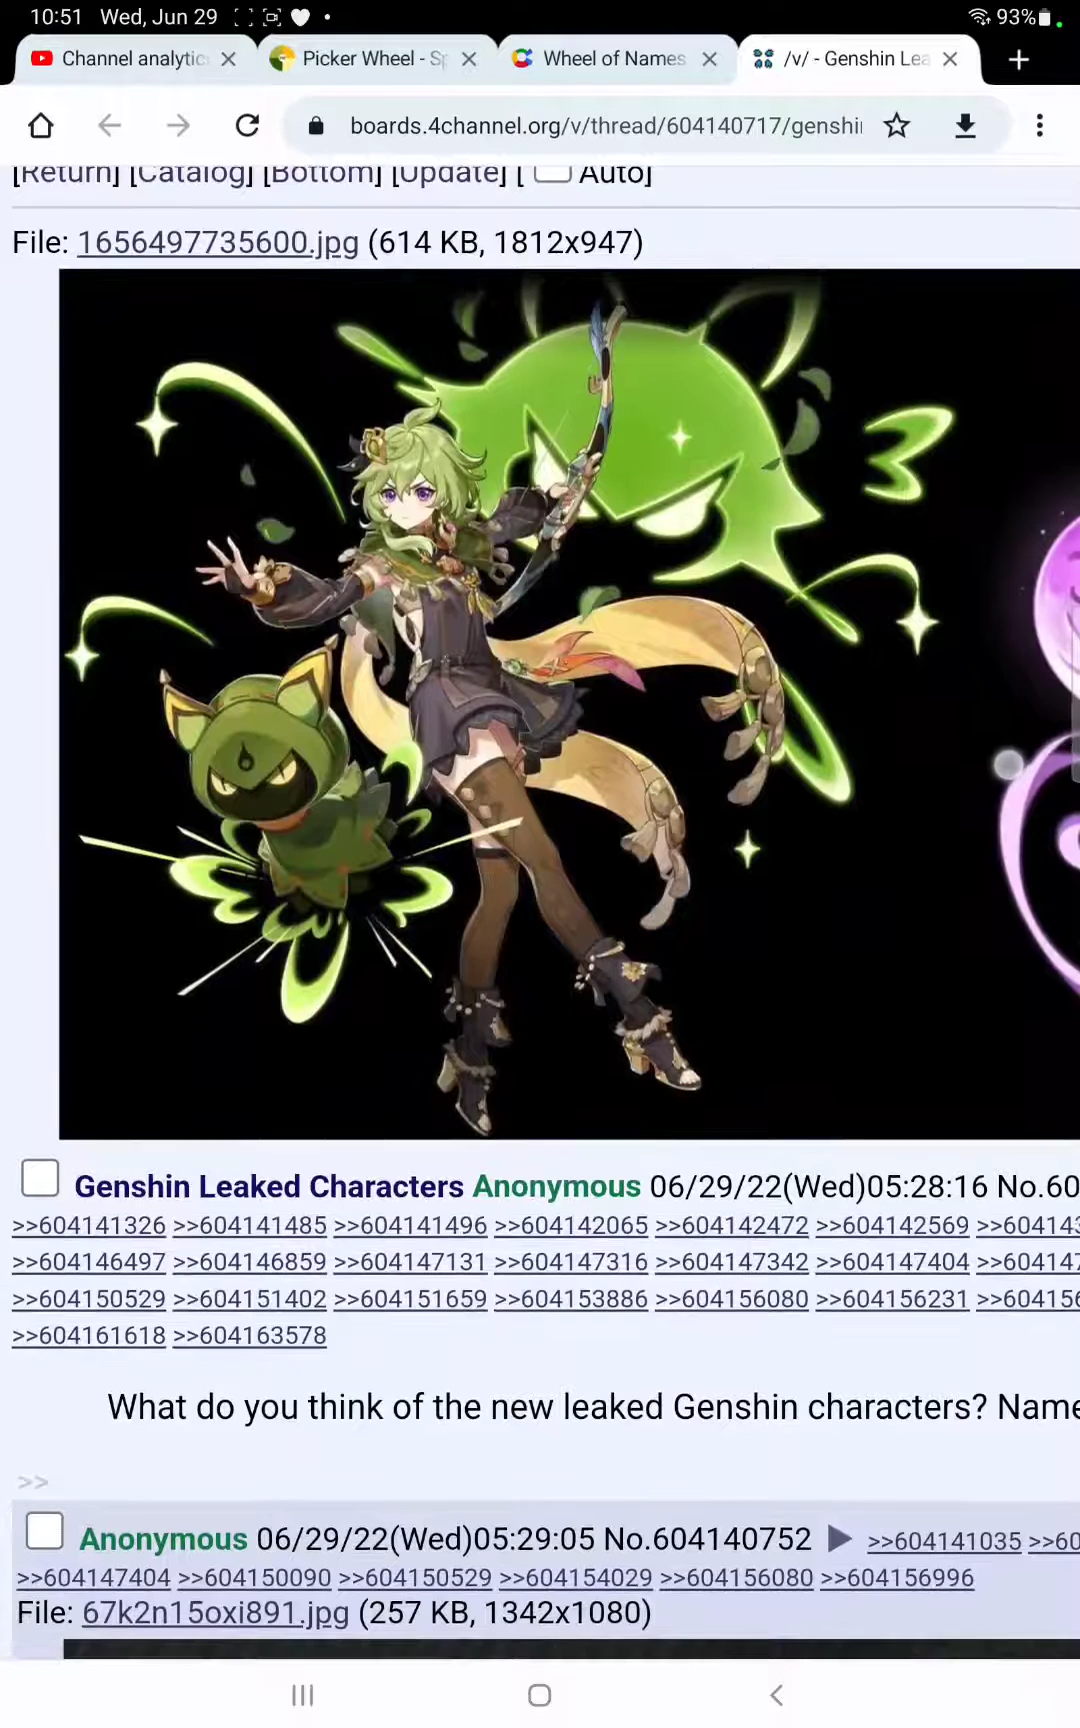 10:51 Wed, Jun 29 93%
Channel analytic
Picker Wheel - Sp
Wheel of Names
/v/ - Genshin Lea
boards.4channel.org/v/thread/604140717/genshi
[Return] [Catalog] [Bottom] [Update] [ Auto]
File: 1656497735600.jpg (614 KB, 1812x947)
Genshin Leaked Characters Anonymous 06/29/22(Wed)05:28:16 No.60
>>604141326 >>604141485 >>604141496 >>604142065 >>604142472 >>604142569 >>604143
>>604146497 >>604146859 >>604147131 >>604147316 >>604147342 >>604147404 >>604147
>>604150529 >>604151402 >>604151659 >>604153886 >>604156080 >>604156231 >>604156
>>604161618 >>604163578
What do you think of the new leaked Genshin characters? Name
>>
Anonymous 06/29/22(Wed)05:29:05 No.604140752 ▶ >>604141035 >>60
>>604147404 >>604150090 >>604150529 >>604154029 >>604156080 >>604156996
File: 67k2n15oxi891.jpg (257 KB, 1342x1080)